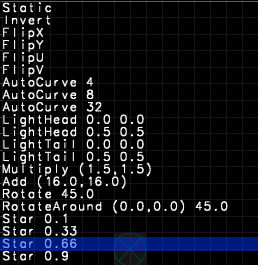 Static
Invert
FlipX
FlipY
FlipU
FlipV
AutoCurve 4
AutoCurve 8
AutoCurve 32
LightHead 0.0 0.0
LightHead 0.5 0.5
LightTail 0.0 0.0
LightTail 0.5 0.5
Multiply (1.5,1.5)
Add (16.0,16.0)
Rotate 45.0
RotateAround (0.0,0.0) 45.0
Star 0.1
Star 0.33
Star 0.66
Star 0.9